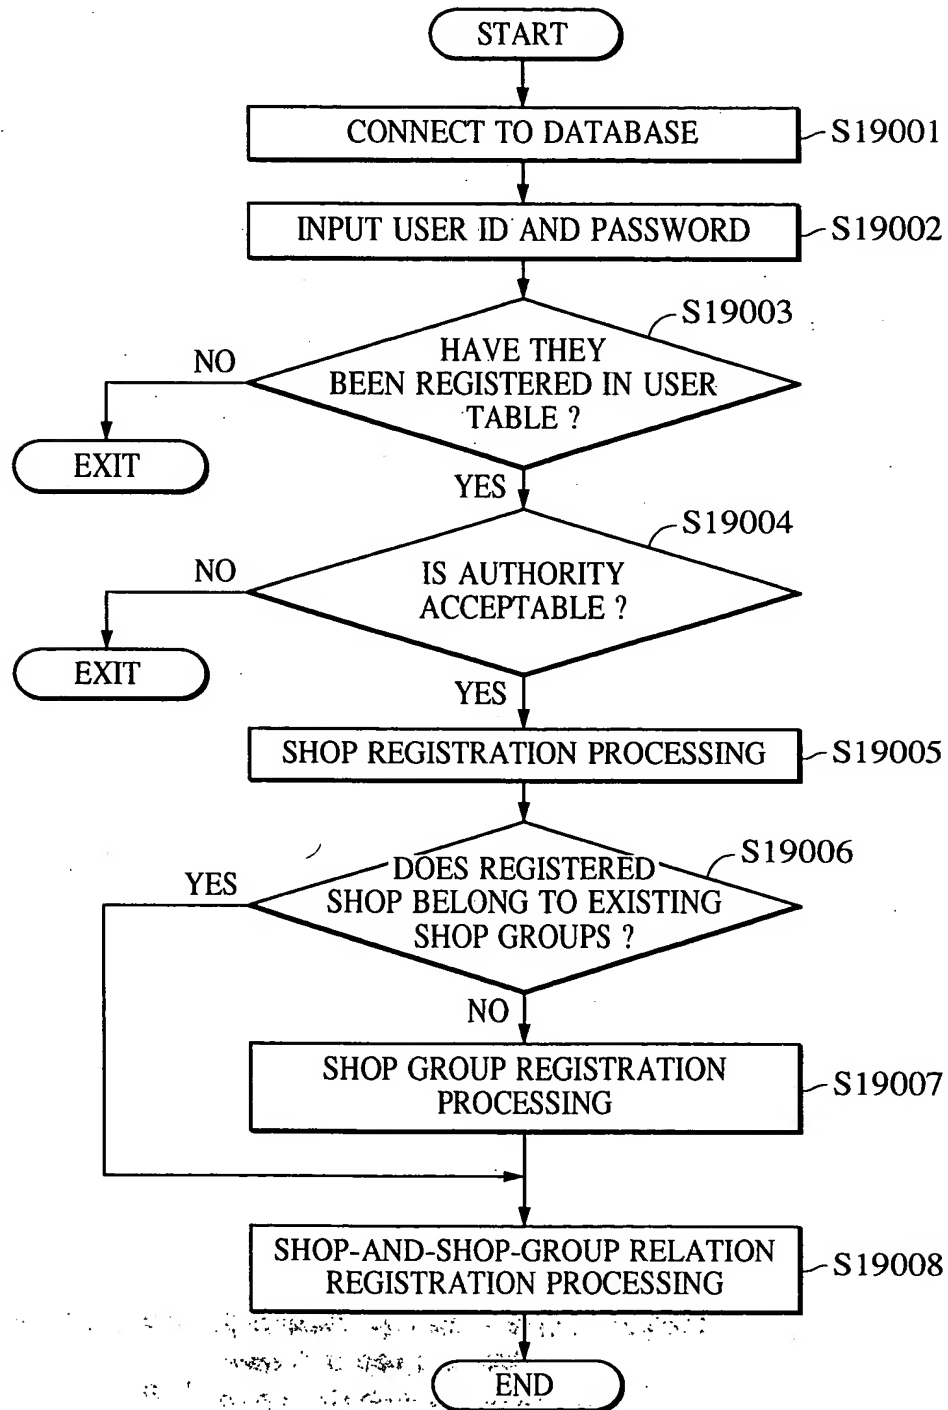 START
CONNECT TO DATABASE
S19001
INPUT USER ID AND PASSWORD
S19002
S19003
HAVE THEY
BEEN REGISTERED IN USER
TABLE ?
NO
EXIT
YES
S19004
IS AUTHORITY
ACCEPTABLE ?
NO
EXIT
YES
SHOP REGISTRATION PROCESSING
S19005
S19006
DOES REGISTERED
SHOP BELONG TO EXISTING
SHOP GROUPS ?
YES
NO
SHOP GROUP REGISTRATION
PROCESSING
S19007
SHOP-AND-SHOP-GROUP RELATION
REGISTRATION PROCESSING
S19008
END